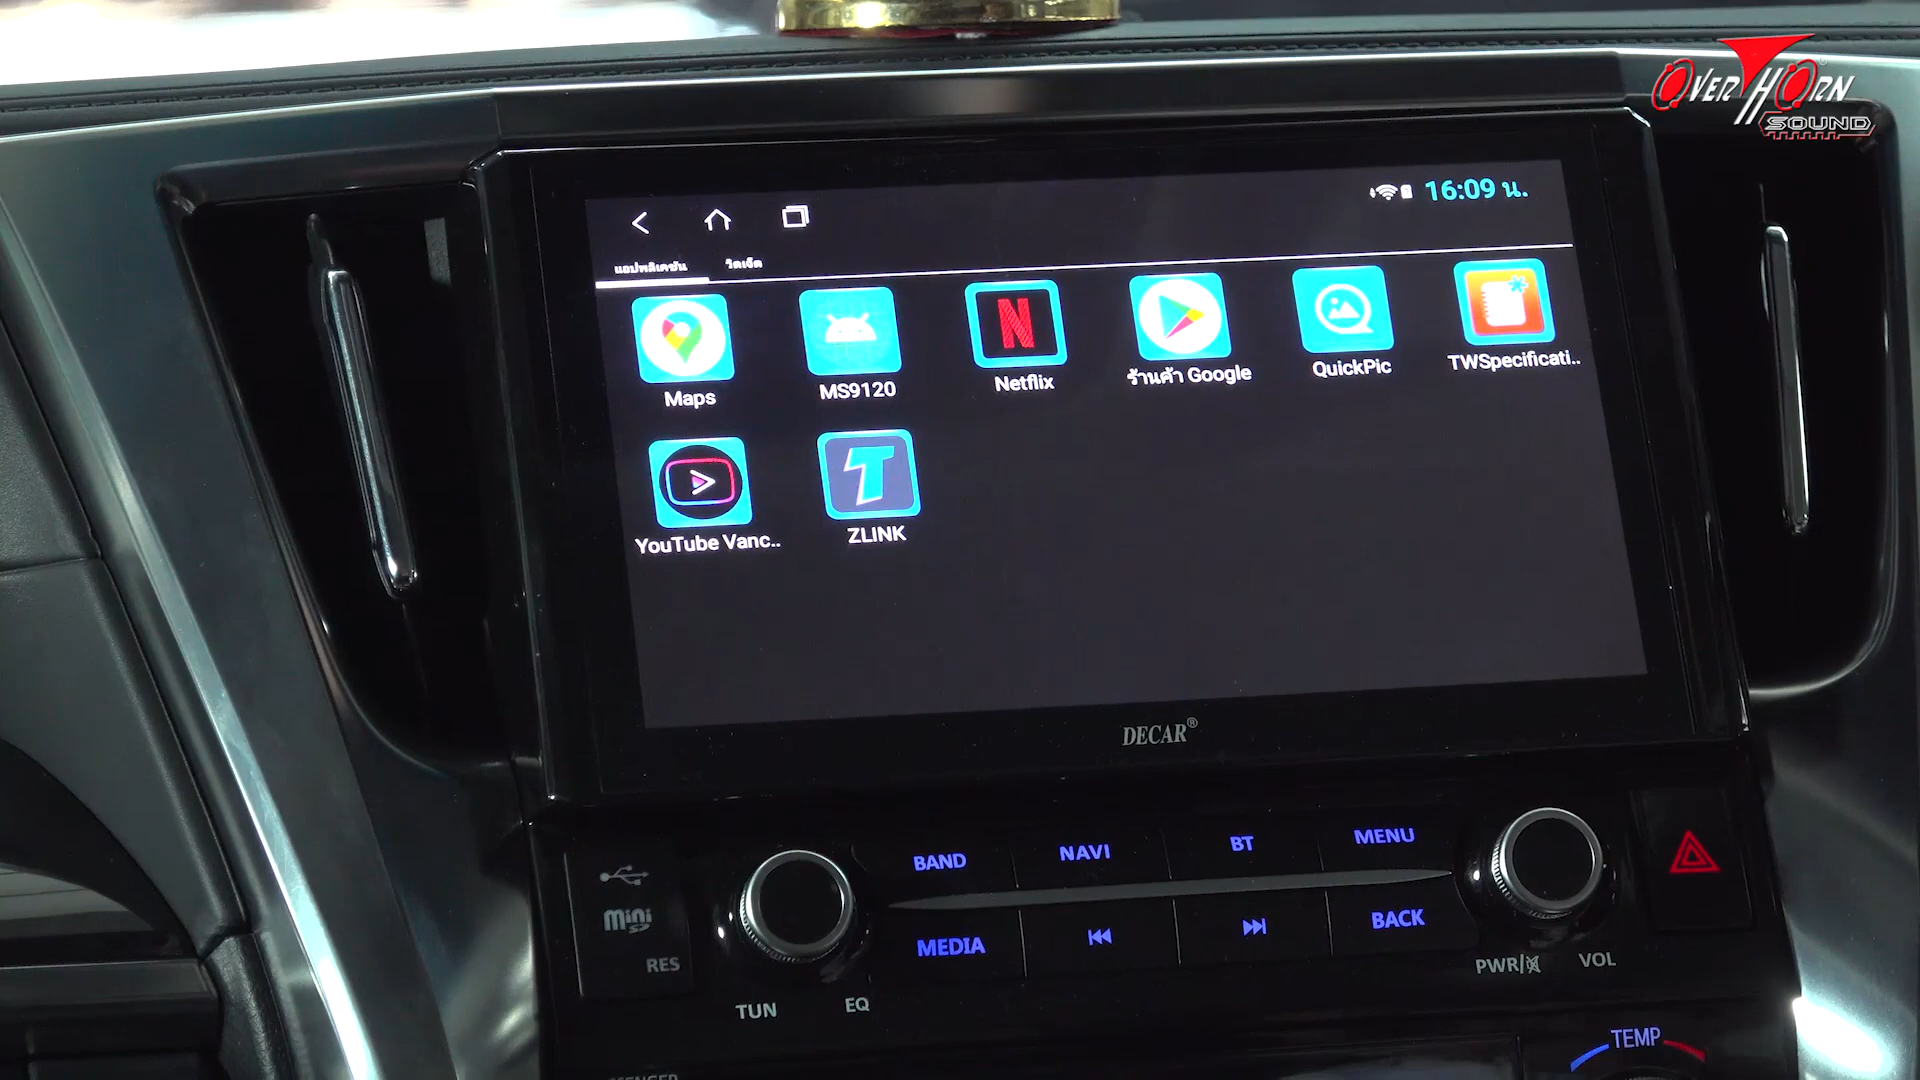 OVER HORN
SOUND
16:09 น.
แอปพลิเคชัน วิดเจ็ต
Maps MS9120 Netflix ร้านค้า Google QuickPic TWSpecificati..
YouTube Vanc.. ZLINK
DECAR®
BAND NAVI BT MENU
mini SD
MEDIA BACK
RES
TUN EQ PWR/ VOL
TEMP